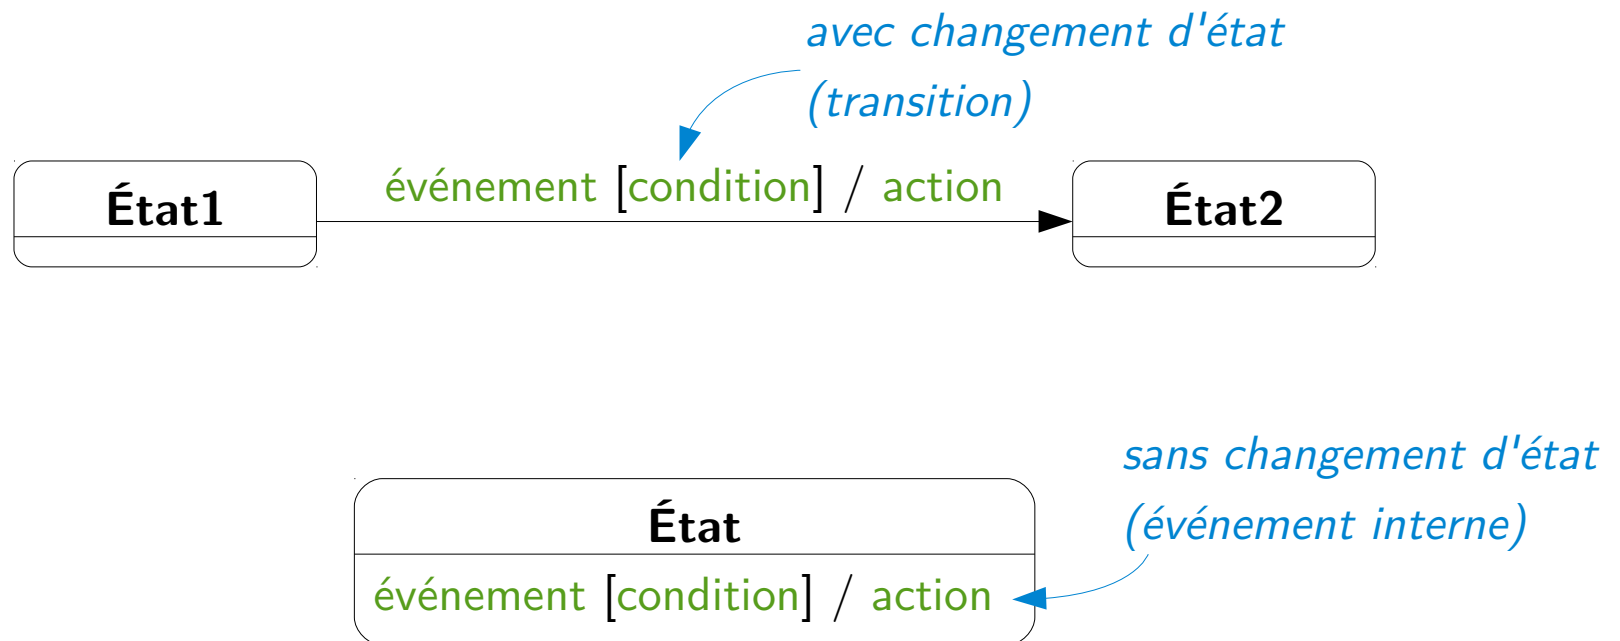 avec changement d'état
(transition)
événement [condition] / action
État1
État2
sans changement d'état
(événement interne)
État
événement [condition] / action